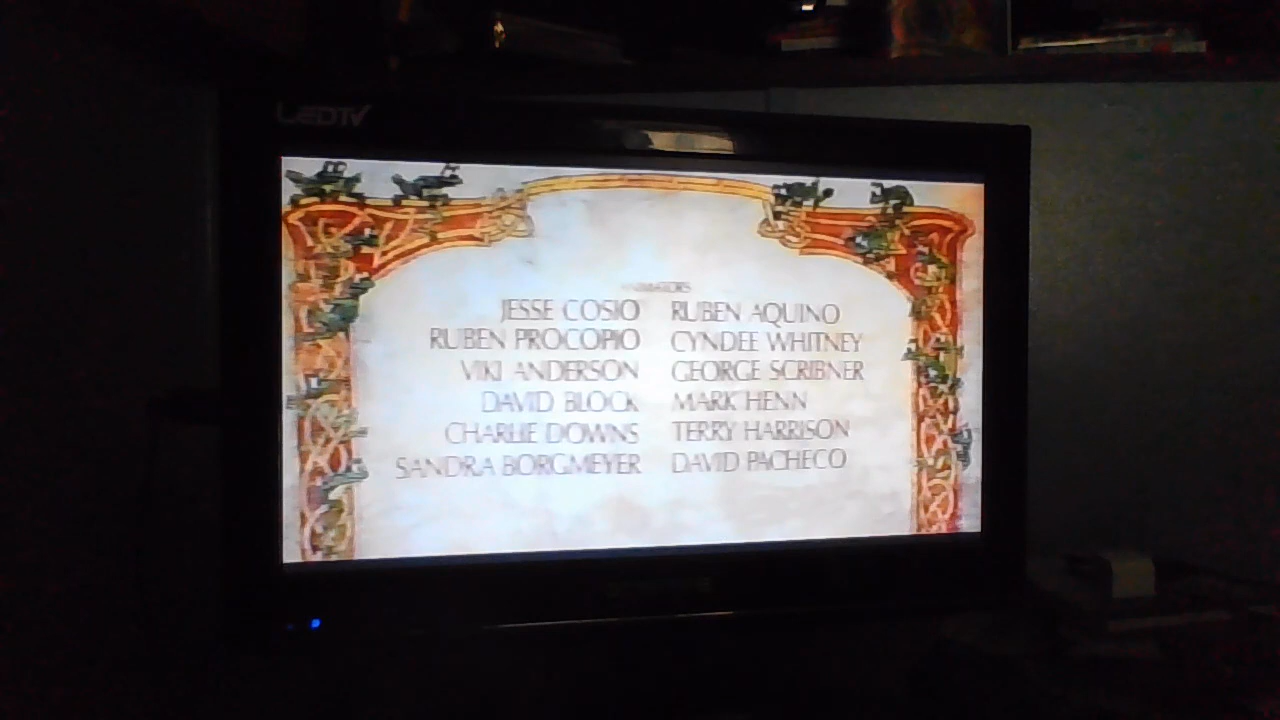 LEDTV
ANIMATORS
JESSE COSIO RUBEN AQUINO
RUBEN PROCOPIO CYNDEE WHITNEY
VIKI ANDERSON GEORGE SCRIBNER
DAVID BLOCK MARK HENN
CHARLIE DOWNS TERRY HARRISON
SANDRA BORGMEYER DAVID PACHECO